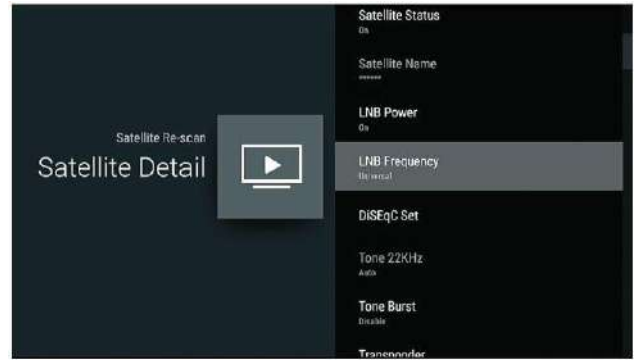 Satellite Re-scan
Satellite Detail
Satellite Status
On
Satellite Name
******
LNB Power
On
LNB Frequency
Universal
DiSEqC Set
Tone 22KHz
Auto
Tone Burst
Disable
Transponder